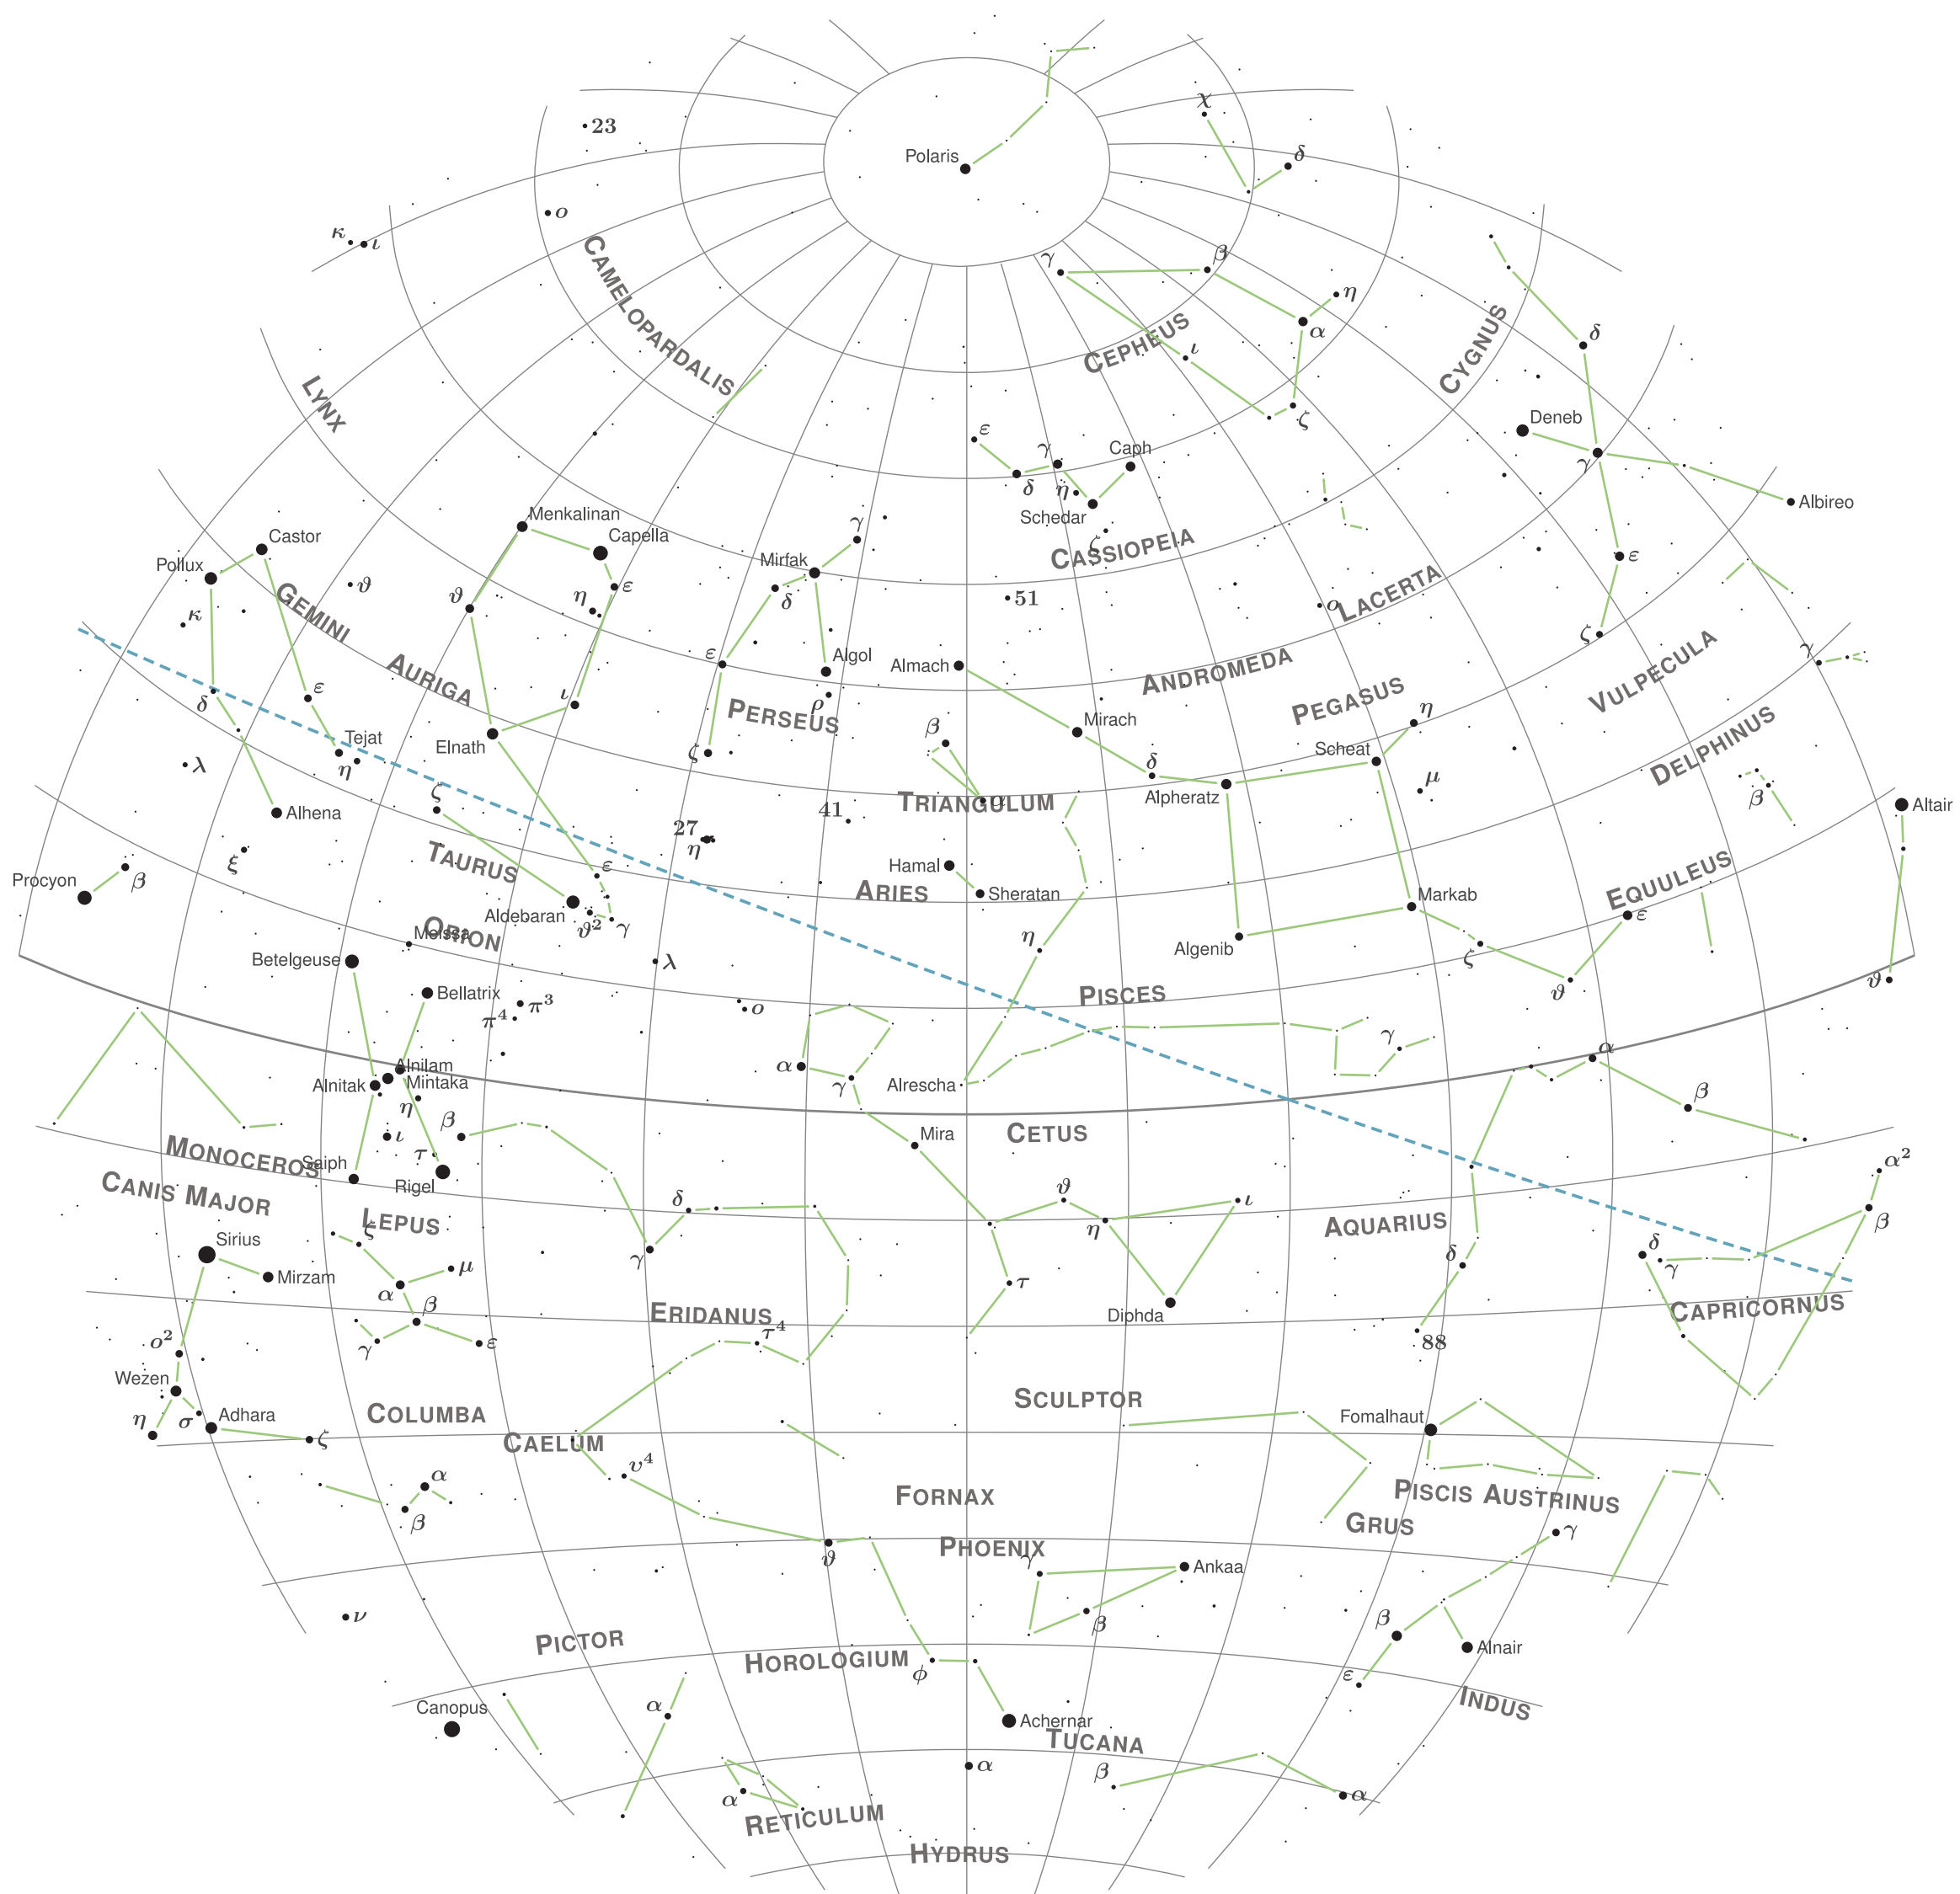 χ
23
δ
Polaris
ο
κ
ι
CAMELOPARDALIS
γ
β
η
CEPHEUS
α
ι
CYGNUS
δ
LYNX
ζ
Deneb
ε
γ
Caph
δ
η
γ
Albireo
Schedar
Menkalinan
Capella
γ
Castor
Pollux
Mirfak
ζ
CASSIOPEIA
ε
ϑ
κ
GEMINI
ϑ
η
ε
δ
51
ο
LACERTA
ζ
ε
Algol
Almach
ANDROMEDA
γ
AURIGA
δ
ε
ι
ρ
PERSEUS
Mirach
PEGASUS
VULPECULA
η
Tejat
η
Elnath
ζ
β
δ
Scheat
DELPHINUS
λ
ζ
Alhena
TRIANGULUM
α
Alpheratz
μ
β
Altair
41
27
η
ξ
TAURUS
ε
Hamal
ARIES
Sheratan
Markab
EQUULEUS
Procyon
β
Aldebaran
ϑ²
γ
ORION
Meissa
η
Algenib
ζ
ε
Betelgeuse
λ
Bellatrix
π³
π⁴
ο
PISCES
ϑ
ϑ
α
γ
Alrescha
γ
α
Alnilam
Alnitak
Mintaka
η
β
β
ι
Mira
CETUS
MONOCEROS
τ
Saiph
Rigel
α²
CANIS MAJOR
δ
ϑ
ι
LEPUS
ξ
γ
η
AQUARIUS
β
Sirius
Mirzam
μ
δ
δ
γ
α
β
ERIDANUS
τ
Diphda
CAPRICORNUS
ο²
γ
ε
τ⁴
88
Wezen
η
σ
Adhara
ζ
COLUMBA
CAELUM
SCULPTOR
Fomalhaut
α
υ⁴
β
FORNAX
PISCIS AUSTRINUS
GRUS
ϑ
PHOENIX
γ
Ankaa
γ
ν
β
β
PICTOR
Alnair
HOROLOGIUM
ϕ
ε
INDUS
Canopus
α
Achernar
TUCANA
α
β
α
α
RETICULUM
HYDRUS